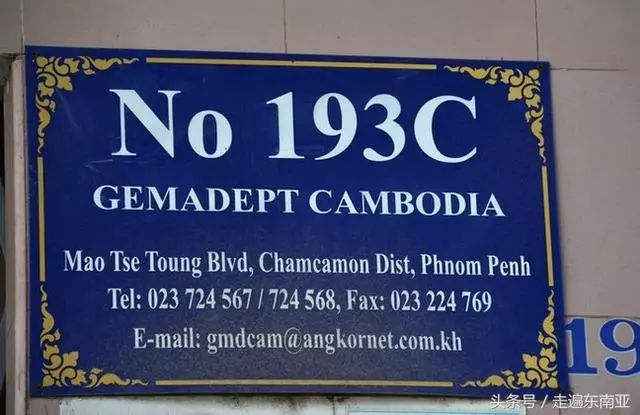 No 193C
GEMADEPT CAMBODIA
Mao Tse Toung Blvd, Chamcamon Dist, Phnom Penh
Tel: 023 724 567 / 724 568, Fax: 023 224 769
E-mail: gmdcam@angkornet.com.kh
19
头条号 / 走遍东南亚